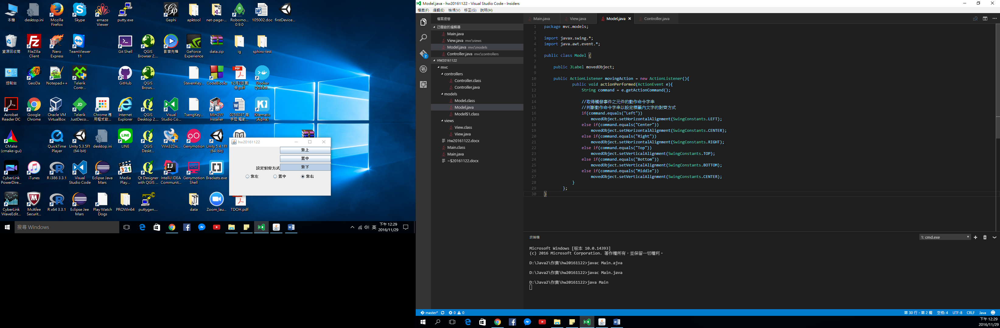 本機
desktop.ini
Mozilla
Firefox
Skype
emaze
Viewer
putty.exe
Gephi
apktool
net-page-...
Robomo...
0.9.0
105002.doc
firstDevice...
資源回收筒
FileZilla
Client
Nero
Express
TeamViewer
11
Git Shell
QGIS
Browser 2....
影音先鋒
GeForce
Experience
data.zip
ig
sphinx-test
控制台
GeoDa
Notepad++
Telerik
Contr...
GitHub
QGIS
Brows...
StevenKey...
CodeBlocks
12月2日票
券.pdf
Docker
Quickst...
Acrobat
Reader DC
Google
Chrome
Oracle VM
VirtualBox
Telerik
JustDeco...
Chrome 應
用程式啟...
Internet
Explorer
QGIS
Desktop 2....
Visual
Studio Co...
TsengKey...
MinGW
Installer
0258037 高
宇哲 輻射...
Kitematic
(Alpha)
CMake
(cmake-gui)
QuickTime
Player
Unity 5.3.5f1
(64-bit)
desktop.ini
LINE
QGIS
Deskt...
Win32Dis...
Genymotion
Unity 5.4.1f1
(64-bit)
CyberLink
PowerDire...
iTunes
R i386 3.3.1
Visual
Studio Code
Eclipse Java
Mars
Media
Play...
Qt Designer
with QGIS ...
IntelliJ IDEA
Communit...
Genymotion
Shell
Brackets.exe
CyberLink
WaveEdit...
McAfee
Securit...
R x64 3.3.1
Eclipse Jee
Mars
Play Watch
Dogs
PROWin64
puttygen....
data
Zoom_lau...
TDOH.pdf
hw20161122
靠上
置中
靠下
設定對齊方式
靠左
置中
靠右
搜尋 Windows
英
下午 12:29
2016/11/29
Model.java - hw20161122 - Visual Studio Code - Insiders
檔案(F) 編輯(E) 檢視(V) 移至(G) 說明(H)
檔案總管
已開啟的編輯器
Main.java
View.java mvc\views
Model.java mvc\models
Controller.java mvc\controllers
HW20161122
mvc
controllers
Controller.class
Controller.java
models
Model.class
Model.java
Model$1.class
views
View.class
View.java
Hw20161122.docx
Main.class
Main.java
~$20161122.docx
2
Main.java View.java Model.java Controller.java
1 package mvc.models;
2
3 import javax.swing.*;
4 import java.awt.event.*;
5
6 public class Model {
7
8 public JLabel movedObject;
9
10 public ActionListener movingAction = new ActionListener(){
11 public void actionPerformed(ActionEvent e){
12 String command = e.getActionCommand();
13
14 //取得觸發事件之元件的動作命令字串
15 //判斷動作命令字串以設定標籤內文字的對齊方式
16 if(command.equals("Left"))
17 movedObject.setHorizontalAlignment(SwingConstants.LEFT);
18 else if(command.equals("Center"))
19 movedObject.setHorizontalAlignment(SwingConstants.CENTER);
20 else if(command.equals("Right"))
21 movedObject.setHorizontalAlignment(SwingConstants.RIGHT);
22 else if(command.equals("Top"))
23 movedObject.setVerticalAlignment(SwingConstants.TOP);
24 else if(command.equals("Bottom"))
25 movedObject.setVerticalAlignment(SwingConstants.BOTTOM);
26 else if(command.equals("Middle"))
27 movedObject.setVerticalAlignment(SwingConstants.CENTER);
28 }
29 };
30 }
終端機
1: cmd.exe
Microsoft Windows [版本 10.0.14393]
(c) 2016 Microsoft Corporation. 著作權所有，並保留一切權利。
D:\Java2\作業\hw20161122>javac Main.ajva
D:\Java2\作業\hw20161122>javac Main.java
D:\Java2\作業\hw20161122>java Main
master* 0 0
第 30 行，第 2 欄 空格: 4 UTF-8 CRLF Java
下午 12:29
2016/11/29